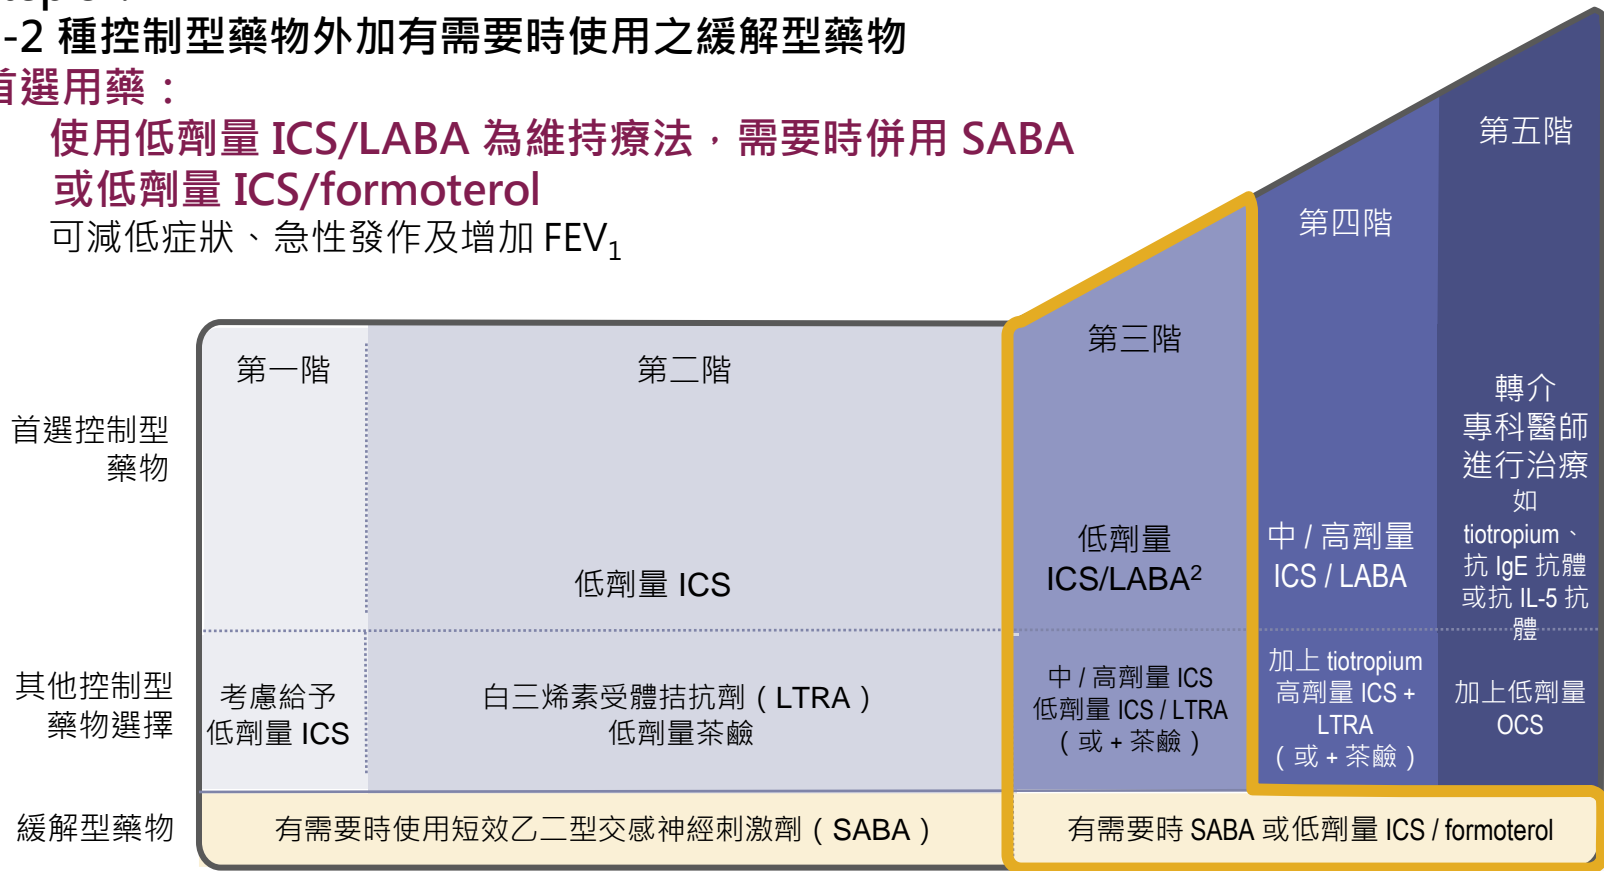 -2 種控制型藥物外加有需要時使用之緩解型藥物
首選用藥：
使用低劑量 ICS/LABA 為維持療法，需要時併用 SABA
或低劑量 ICS/formoterol
可減低症狀、急性發作及增加 FEV1
第一階
第二階
第三階
第四階
第五階
首選控制型
藥物
低劑量 ICS
低劑量
ICS/LABA2
中 / 高劑量
ICS / LABA
轉介
專科醫師
進行治療
如
tiotropium、
抗 IgE 抗體
或抗 IL-5 抗
體
其他控制型
藥物選擇
考慮給予
低劑量 ICS
白三烯素受體拮抗劑（LTRA）
低劑量茶鹼
中 / 高劑量 ICS
低劑量 ICS / LTRA
（或 + 茶鹼）
加上 tiotropium
高劑量 ICS +
LTRA
（或 + 茶鹼）
加上低劑量
OCS
緩解型藥物
有需要時使用短效乙二型交感神經刺激劑（SABA）
有需要時 SABA 或低劑量 ICS / formoterol